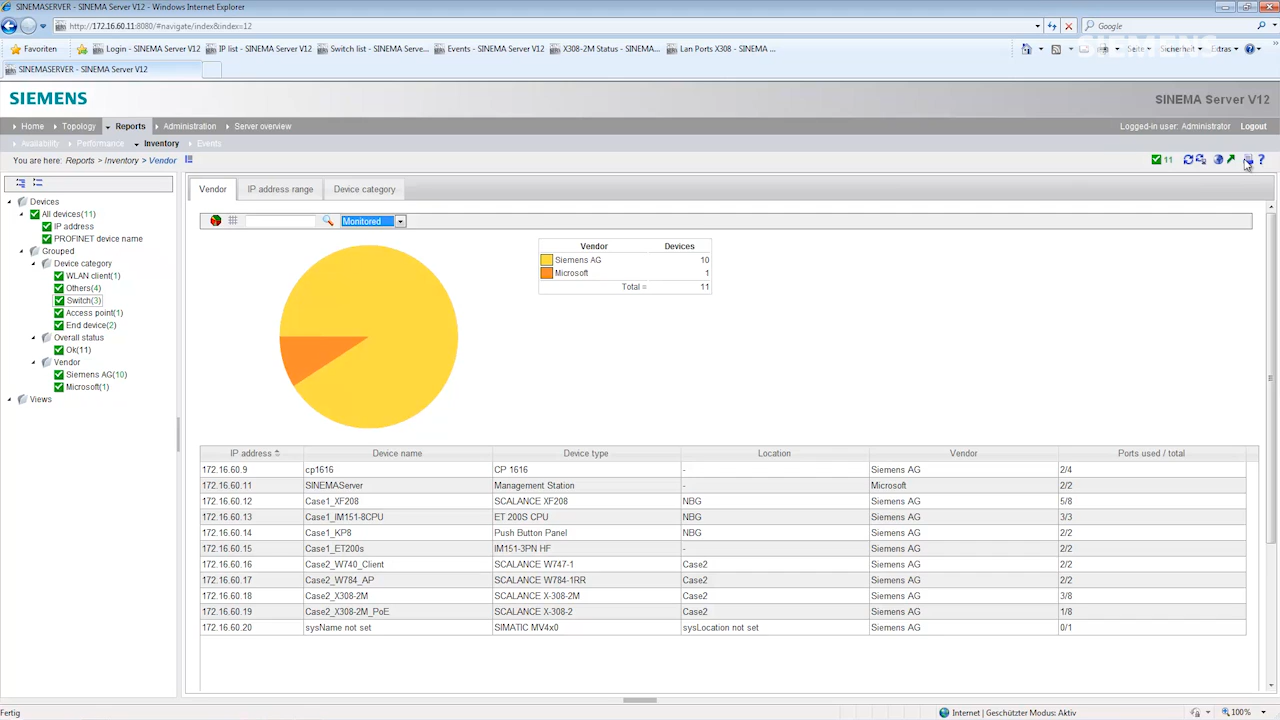 SINEMASERVER - SINEMA Server V12 - Windows Internet Explorer
http://172.16.60.11:8080/#navigate/index&index=12
Google
Favoriten
Login - SINEMA Server V12
IP list - SINEMA Server V12
Switch list - SINEMA Serve...
Events - SINEMA Server V12
X308-2M Status - SINEMA...
Lan Ports X308 - SINEMA ...
Seite
Sicherheit
Extras
SIEMENS
SINEMASERVER - SINEMA Server V12
SIEMENS
SINEMA Server V12
Home
Topology
Reports
Administration
Server overview
Logged-in user: Administrator
Logout
Availability
Performance
Inventory
Events
You are here: Reports > Inventory > Vendor
11
?
Vendor
IP address range
Device category
Monitored
Devices
All devices(11)
IP address
PROFINET device name
Grouped
Device category
WLAN client(1)
Others(4)
Switch(3)
Access point(1)
End device(2)
Overall status
Ok(11)
Vendor
Siemens AG(10)
Microsoft(1)
Views
Vendor Devices
Siemens AG 10
Microsoft 1
Total = 11
IP address Device name Device type Location Vendor Ports used / total
172.16.60.9 cp1616 CP 1616 - Siemens AG 2/4
172.16.60.11 SINEMAServer Management Station - Microsoft 2/2
172.16.60.12 Case1_XF208 SCALANCE XF208 NBG Siemens AG 5/8
172.16.60.13 Case1_IM151-8CPU ET 200S CPU NBG Siemens AG 3/3
172.16.60.14 Case1_KP8 Push Button Panel NBG Siemens AG 2/2
172.16.60.15 Case1_ET200s IM151-3PN HF - Siemens AG 2/2
172.16.60.16 Case2_W740_Client SCALANCE W747-1 Case2 Siemens AG 2/2
172.16.60.17 Case2_W784_AP SCALANCE W784-1RR Case2 Siemens AG 2/2
172.16.60.18 Case2_X308-2M SCALANCE X-308-2M Case2 Siemens AG 3/8
172.16.60.19 Case2_X308-2M_PoE SCALANCE X-308-2 Case2 Siemens AG 1/8
172.16.60.20 sysName not set SIMATIC MV4x0 sysLocation not set Siemens AG 0/1
Fertig
Internet | Geschützter Modus: Aktiv
100%